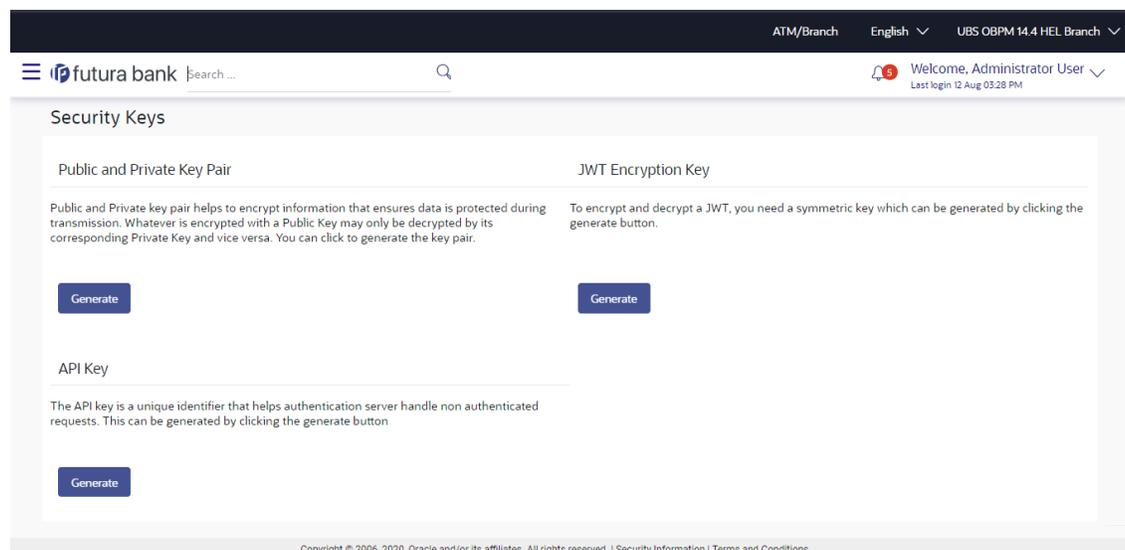 ATM/Branch English UBS OBPM 14.4 HEL Branch
futura bank Search ... 5 Welcome, Administrator User
Last login 12 Aug 03:28 PM
Security Keys
Public and Private Key Pair
Public and Private key pair helps to encrypt information that ensures data is protected during
transmission. Whatever is encrypted with a Public Key may only be decrypted by its
corresponding Private Key and vice versa. You can click to generate the key pair.
Generate
JWT Encryption Key
To encrypt and decrypt a JWT, you need a symmetric key which can be generated by clicking the
generate button.
Generate
API Key
The API key is a unique identifier that helps authentication server handle non authenticated
requests. This can be generated by clicking the generate button
Generate
Copyright © 2006, 2020, Oracle and/or its affiliates. All rights reserved. | Security Information | Terms and Conditions